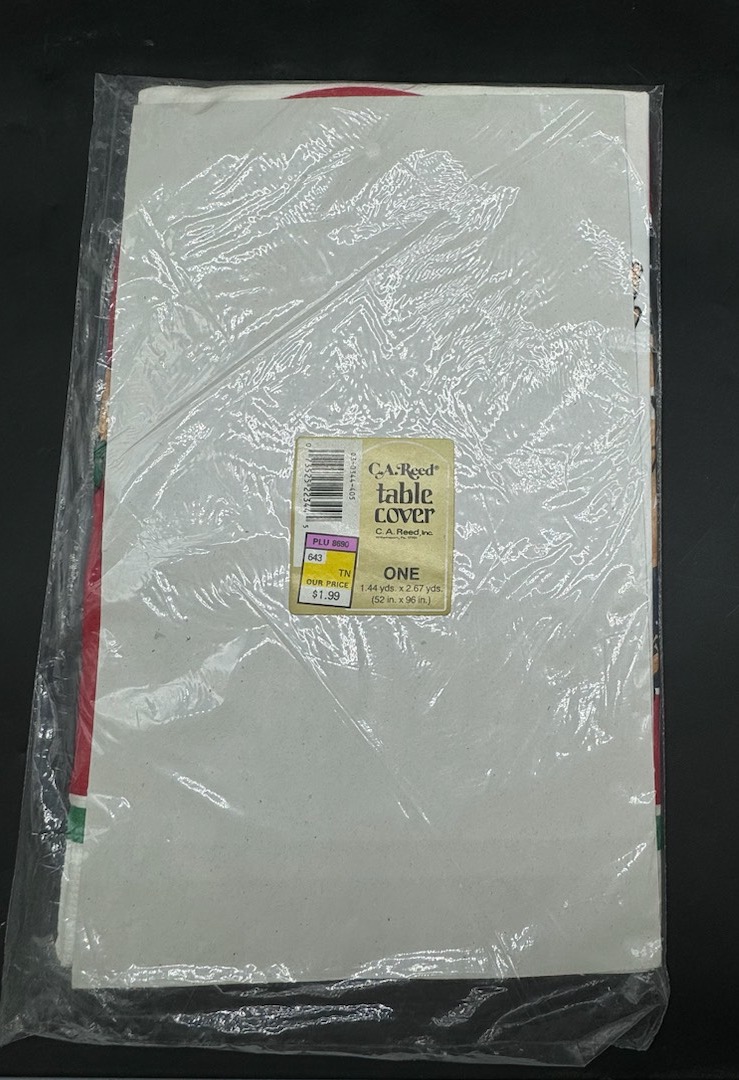 C.A. Reed®
table
cover
C. A. Reed, Inc.
ONE
1.44 yds. x 2.67 yds.
(52 in. x 96 in.)
PLU 8690
643
TN
OUR PRICE
$1.99